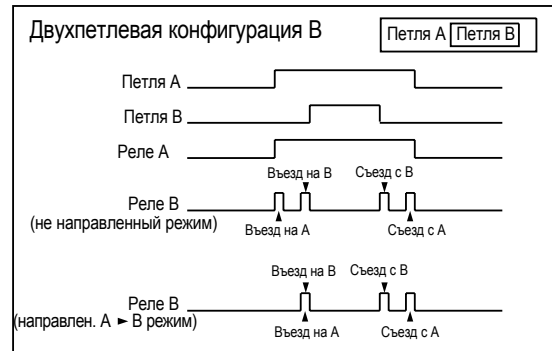 Двухпетлевая конфигурация В
Петля А Петля В
Петля А
Петля В
Реле А
Въезд на В Съезд с В
Реле В
(не направленный режим)
Въезд на А Съезд с А
Въезд на В Съезд с В
Реле В
(направлен. А ► В режим)
Въезд на А Съезд с А